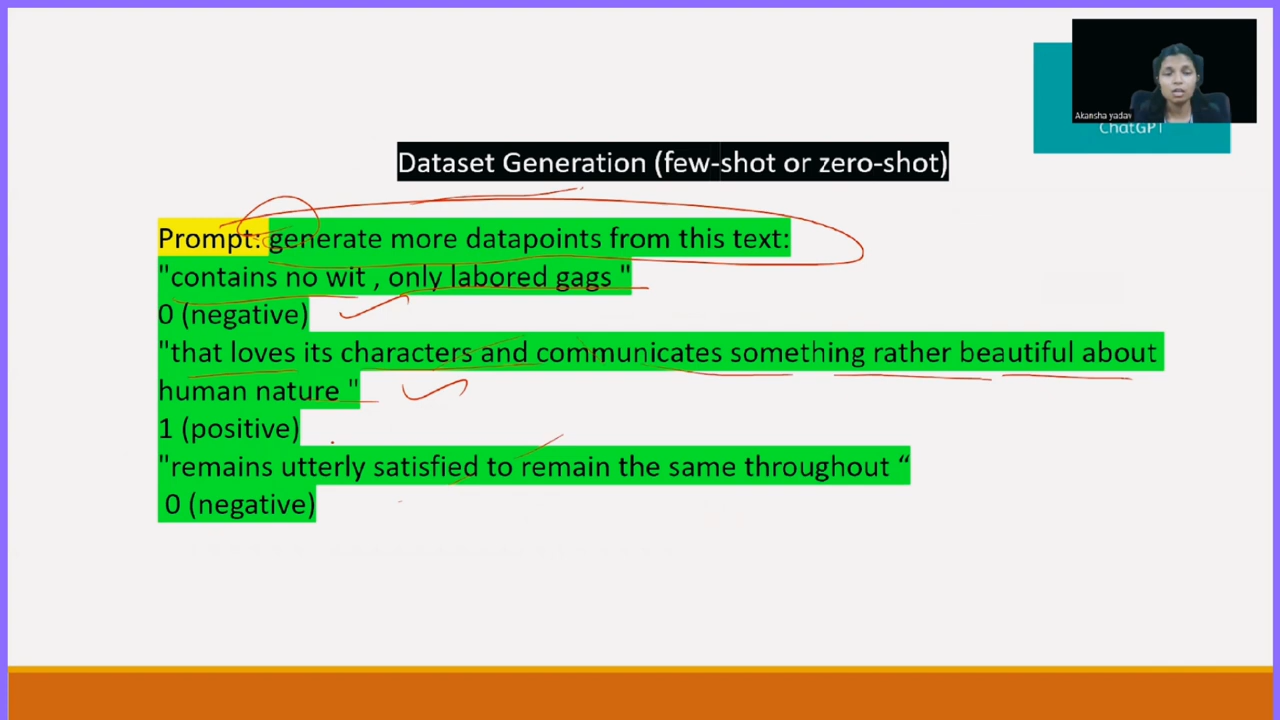 Akansha yadav
ChatGPT
Dataset Generation (few-shot or zero-shot)
Prompt: generate more datapoints from this text:
"contains no wit , only labored gags "
0 (negative)
"that loves its characters and communicates something rather beautiful about
human nature "
1 (positive)
"remains utterly satisfied to remain the same throughout “
0 (negative)